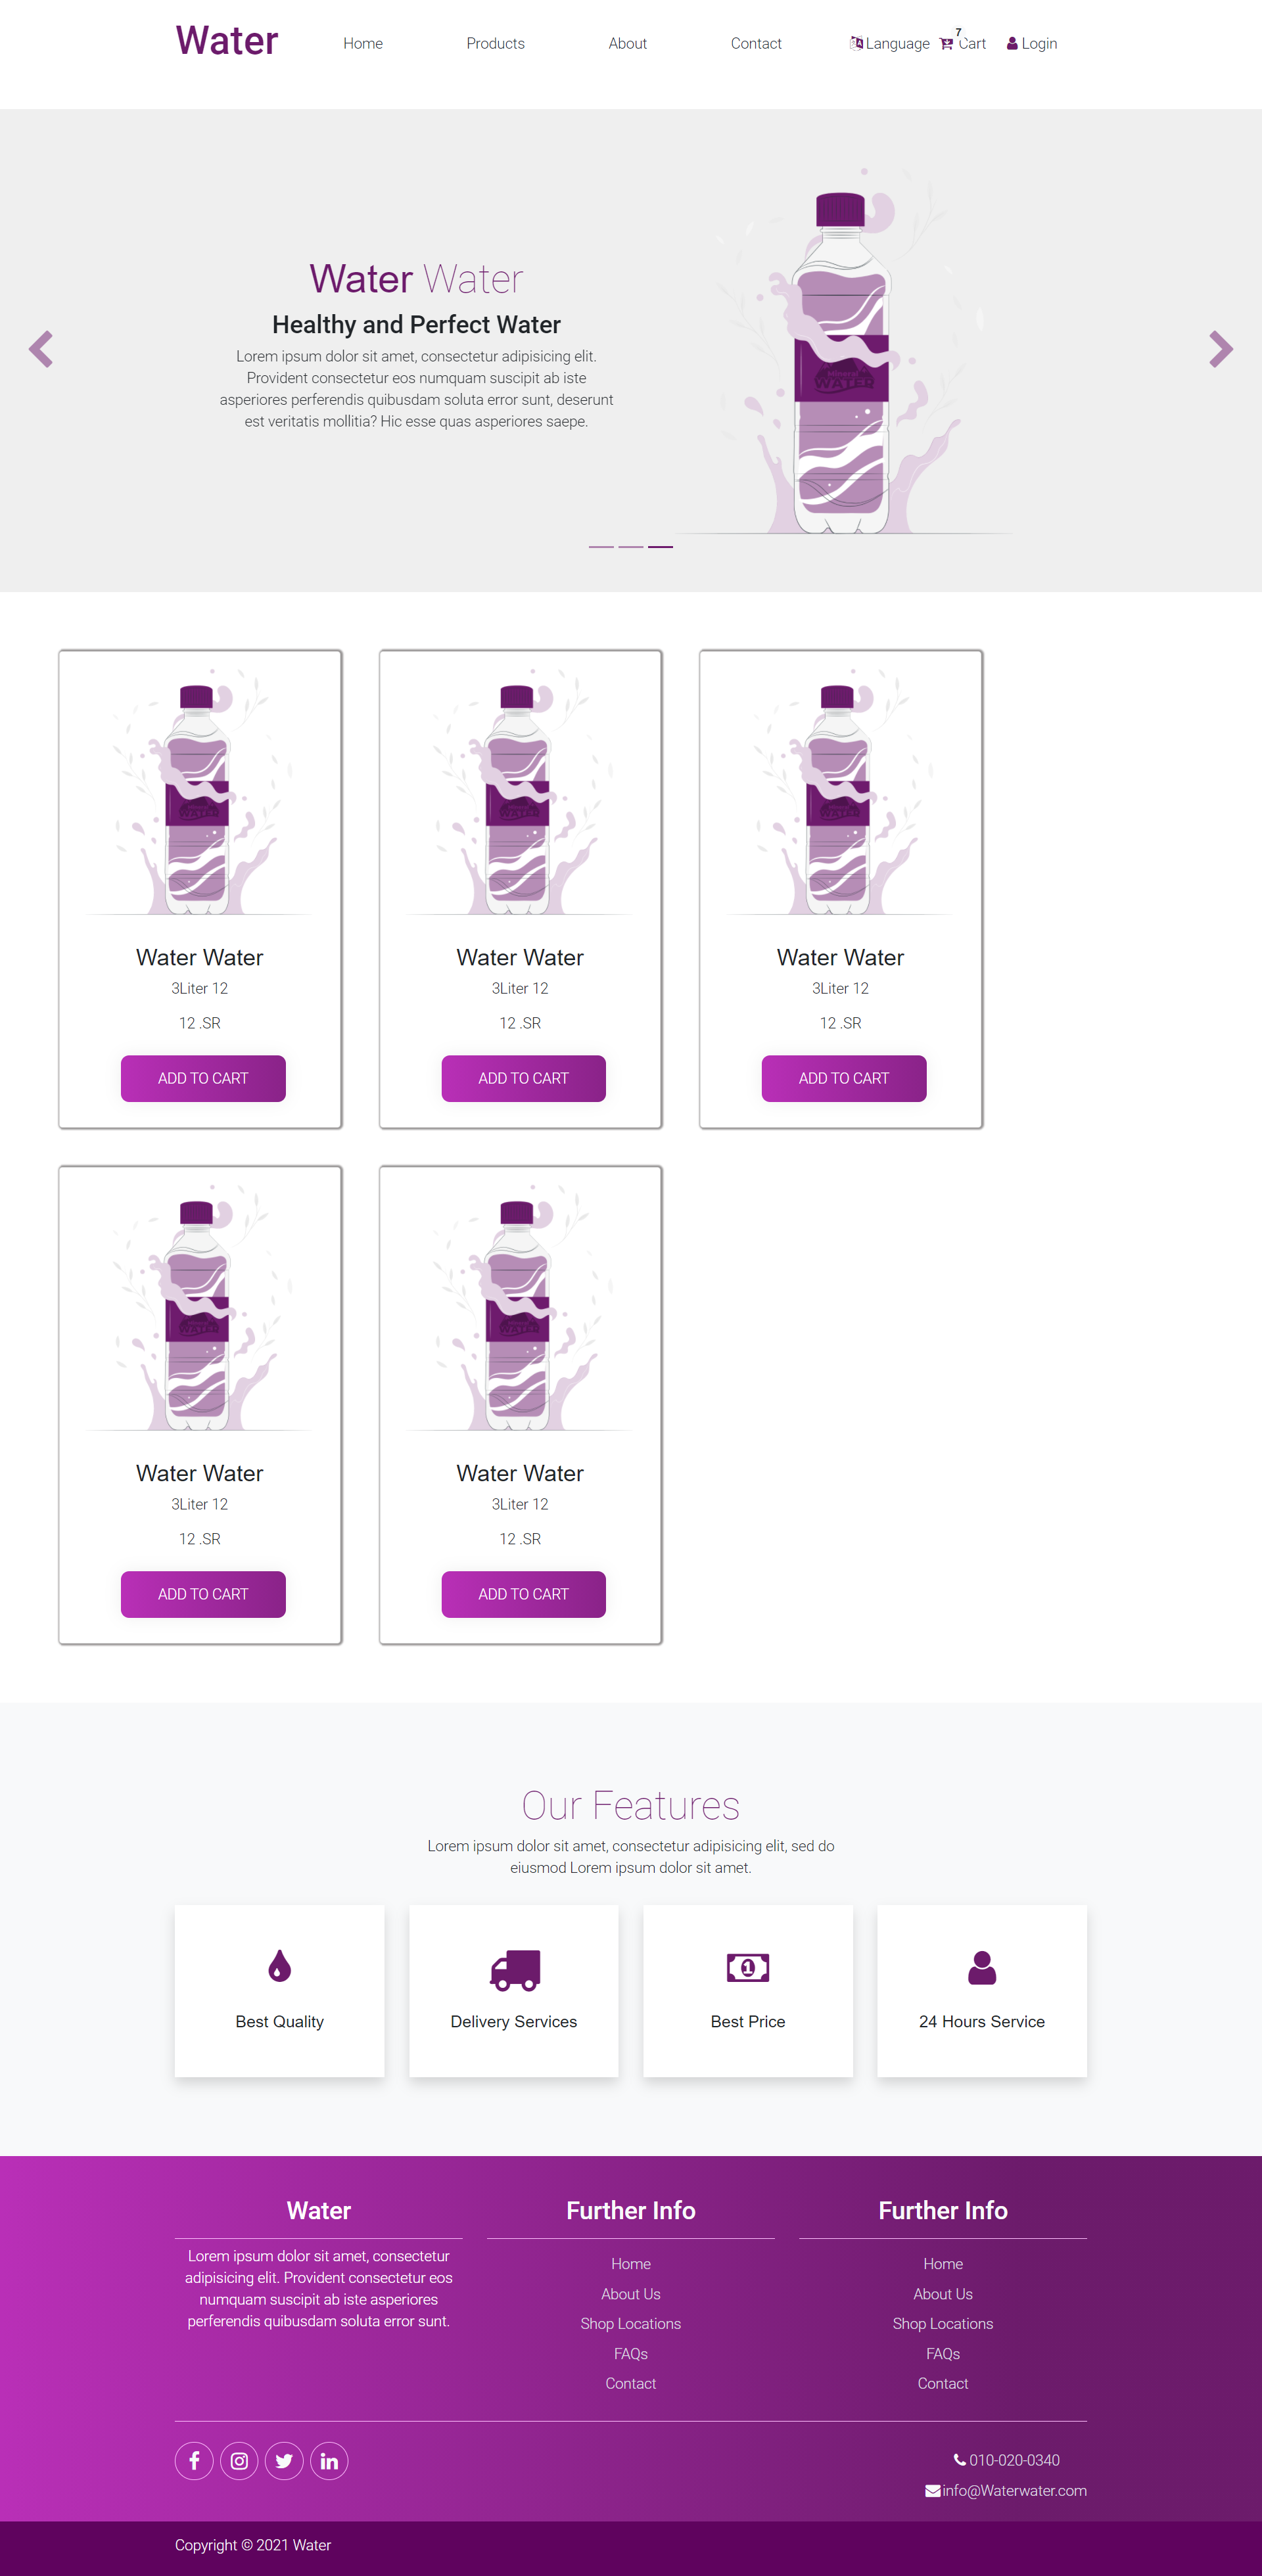 Water
Home
Products
About
Contact
Language
7
Cart
Login
Water Water
Healthy and Perfect Water
Lorem ipsum dolor sit amet, consectetur adipisicing elit.
Provident consectetur eos numquam suscipit ab iste
asperiores perferendis quibusdam soluta error sunt, deserunt
est veritatis mollitia? Hic esse quas asperiores saepe.
Mineral
WATER
WATER
WATER
WATER
Water Water
3Liter 12
12 .SR
ADD TO CART
Water Water
3Liter 12
12 .SR
ADD TO CART
Water Water
3Liter 12
12 .SR
ADD TO CART
WATER
WATER
Water Water
3Liter 12
12 .SR
ADD TO CART
Water Water
3Liter 12
12 .SR
ADD TO CART
Our Features
Lorem ipsum dolor sit amet, consectetur adipisicing elit, sed do
eiusmod Lorem ipsum dolor sit amet.
1
Best Quality
Delivery Services
Best Price
24 Hours Service
Water
Lorem ipsum dolor sit amet, consectetur
adipisicing elit. Provident consectetur eos
numquam suscipit ab iste asperiores
perferendis quibusdam soluta error sunt.
Further Info
Home
About Us
Shop Locations
FAQs
Contact
Further Info
Home
About Us
Shop Locations
FAQs
Contact
010-020-0340
info@Waterwater.com
Copyright © 2021 Water